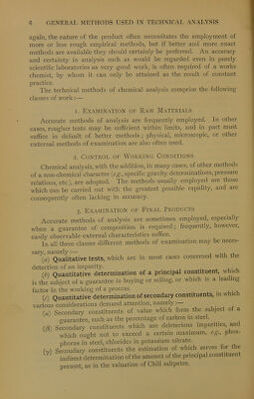 6 GENERAL METHODS USED IN TECHNICAL ANALYSIS
again, the nature of the product often necessitates the employment of
more or less rough empirical methods, but if better and more exact
methods are available they should certainly be preferred. An accuracy
and certainty in analysis such as would be regarded even in purely
scientific laboratories as very good work, is often required of a works
chemist, by whom it can only be attained as the result of constant
practice.
The technical methods of chemical analysis comprise the following
classes of work:—
1. EXAMINATION OF RAW MATERIALS
Accurate methods of analysis are frequently employed. In other
cases, rougher tests may be sufficient within limits, and in part must
suffice in default of better methods; physical, microscopic, or other
external methods of examination are also often used.
2. CONTROL OF WORKING CONDITIONS
Chemical analysis, with the addition, in many cases, of other methods
of a non-chemical character (e.g., specific gravity determinations, pressure
relations, etc.), are adopted. The methods usually employed are those
which can be carried out with the greatest possible rapidity, and are
consequently often lacking in accuracy.
3. EXAMINATION OF FINAL PRODUCTS
Accurate methods of analysis are sometimes employed, especially
when a guarantee of composition is required; frequently, however,
easily observable external characteristics suffice.
In all three classes different methods of examination may be neces-
sary, namely:—
(a) Qualitative tests, which are in most cases concerned with the
detection of an impurity.
(b) Quantitative determination of a principal constituent, which
is the subject of a guarantee in buying or selling, or which is a leading
factor in the working of a process.
(c) Quantitative determination of secondary constituents, in which
various considerations demand attention, namely:—
(α) Secondary constituents of value which form the subject of a
guarantee, such as the percentage of carbon in steel.
(β) Secondary constituents which are deleterious impurities, and
which ought not to exceed a certain maximum, e.g., phos-
phorus in steel, chlorides in potassium nitrate.
(γ) Secondary constituents the estimation of which serves for the
indirect determination of the amount of the principal constituent
present, as in the valuation of Chili saltpetre.